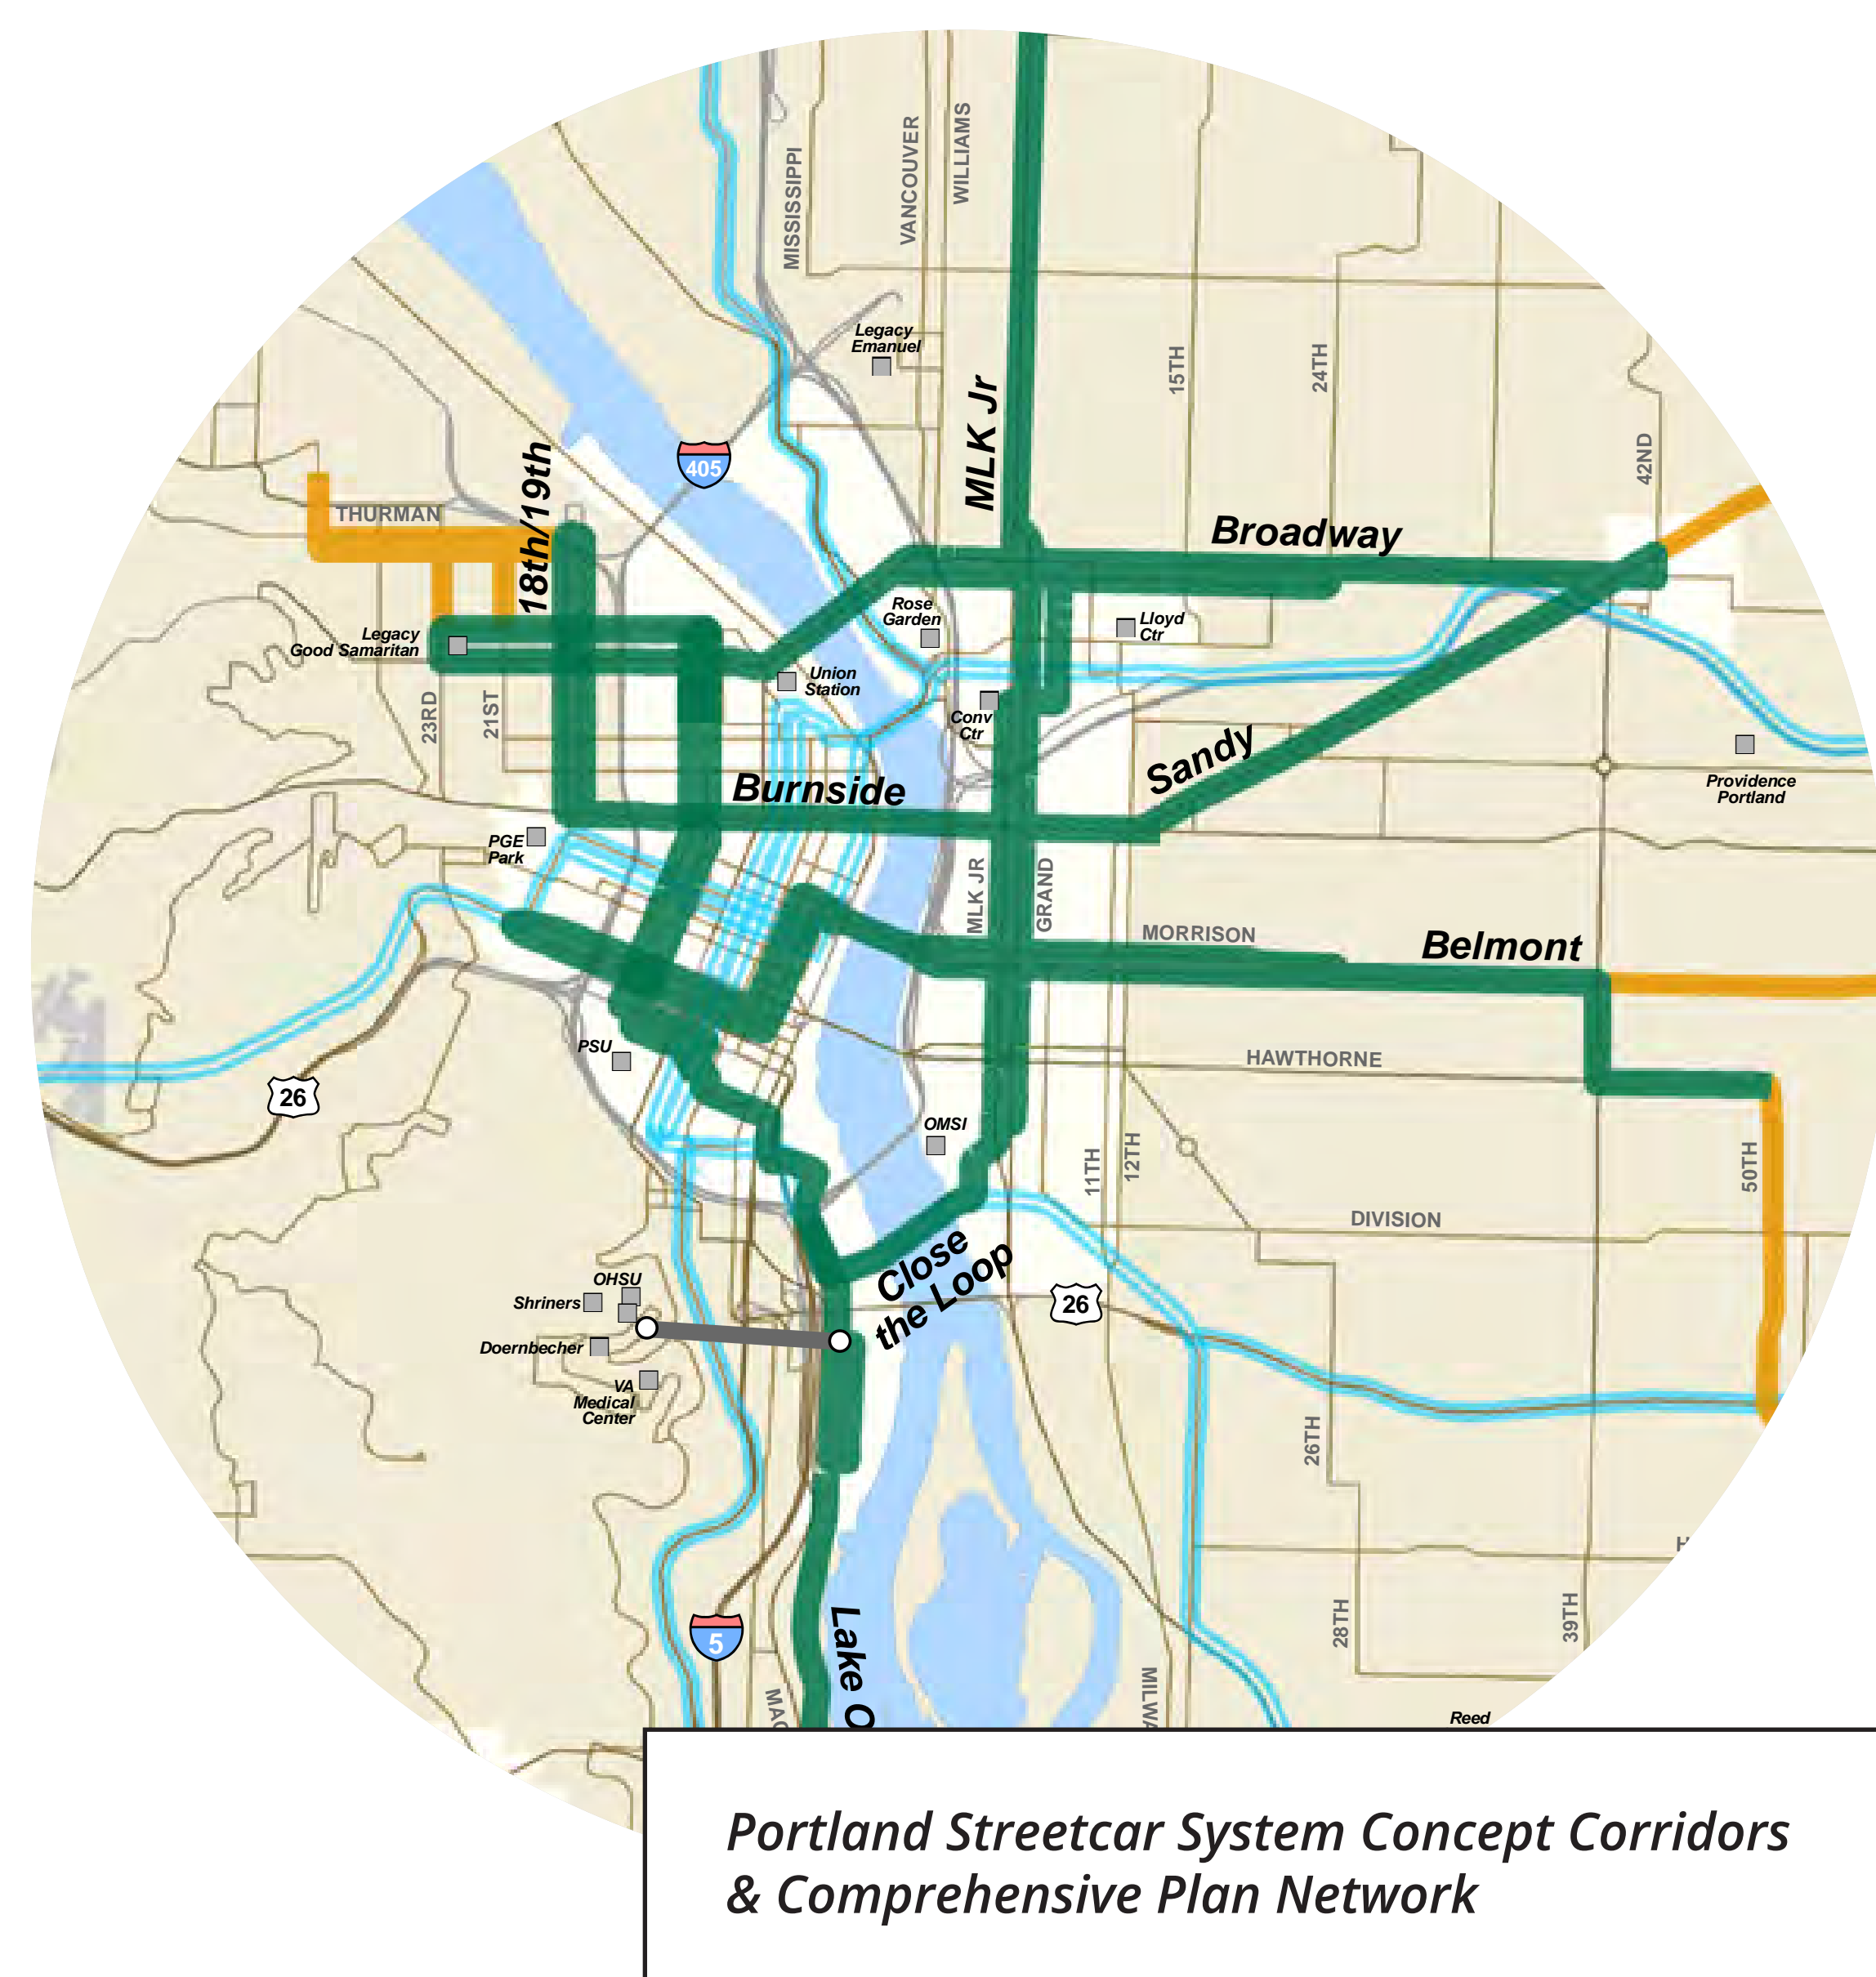 MISSISSIPPI
VANCOUVER
WILLIAMS
Legacy
Emanuel
MLK Jr
15TH
24TH
42ND
405
18th/19th
THURMAN
Broadway
Legacy
Good Samaritan
Rose
Garden
Lloyd
Ctr
Union
Station
23RD
21ST
Conv
Ctr
Sandy
Burnside
Providence
Portland
PGE
Park
MLK JR
GRAND
MORRISON
Belmont
PSU
HAWTHORNE
26
OMSI
11TH
12TH
50TH
DIVISION
Close
the Loop
OHSU
Shriners
26
Doernbecher
VA
Medical
Center
26TH
28TH
39TH
H
5
Lake O
MAC
MILWA
Reed
Portland Streetcar System Concept Corridors
& Comprehensive Plan Network